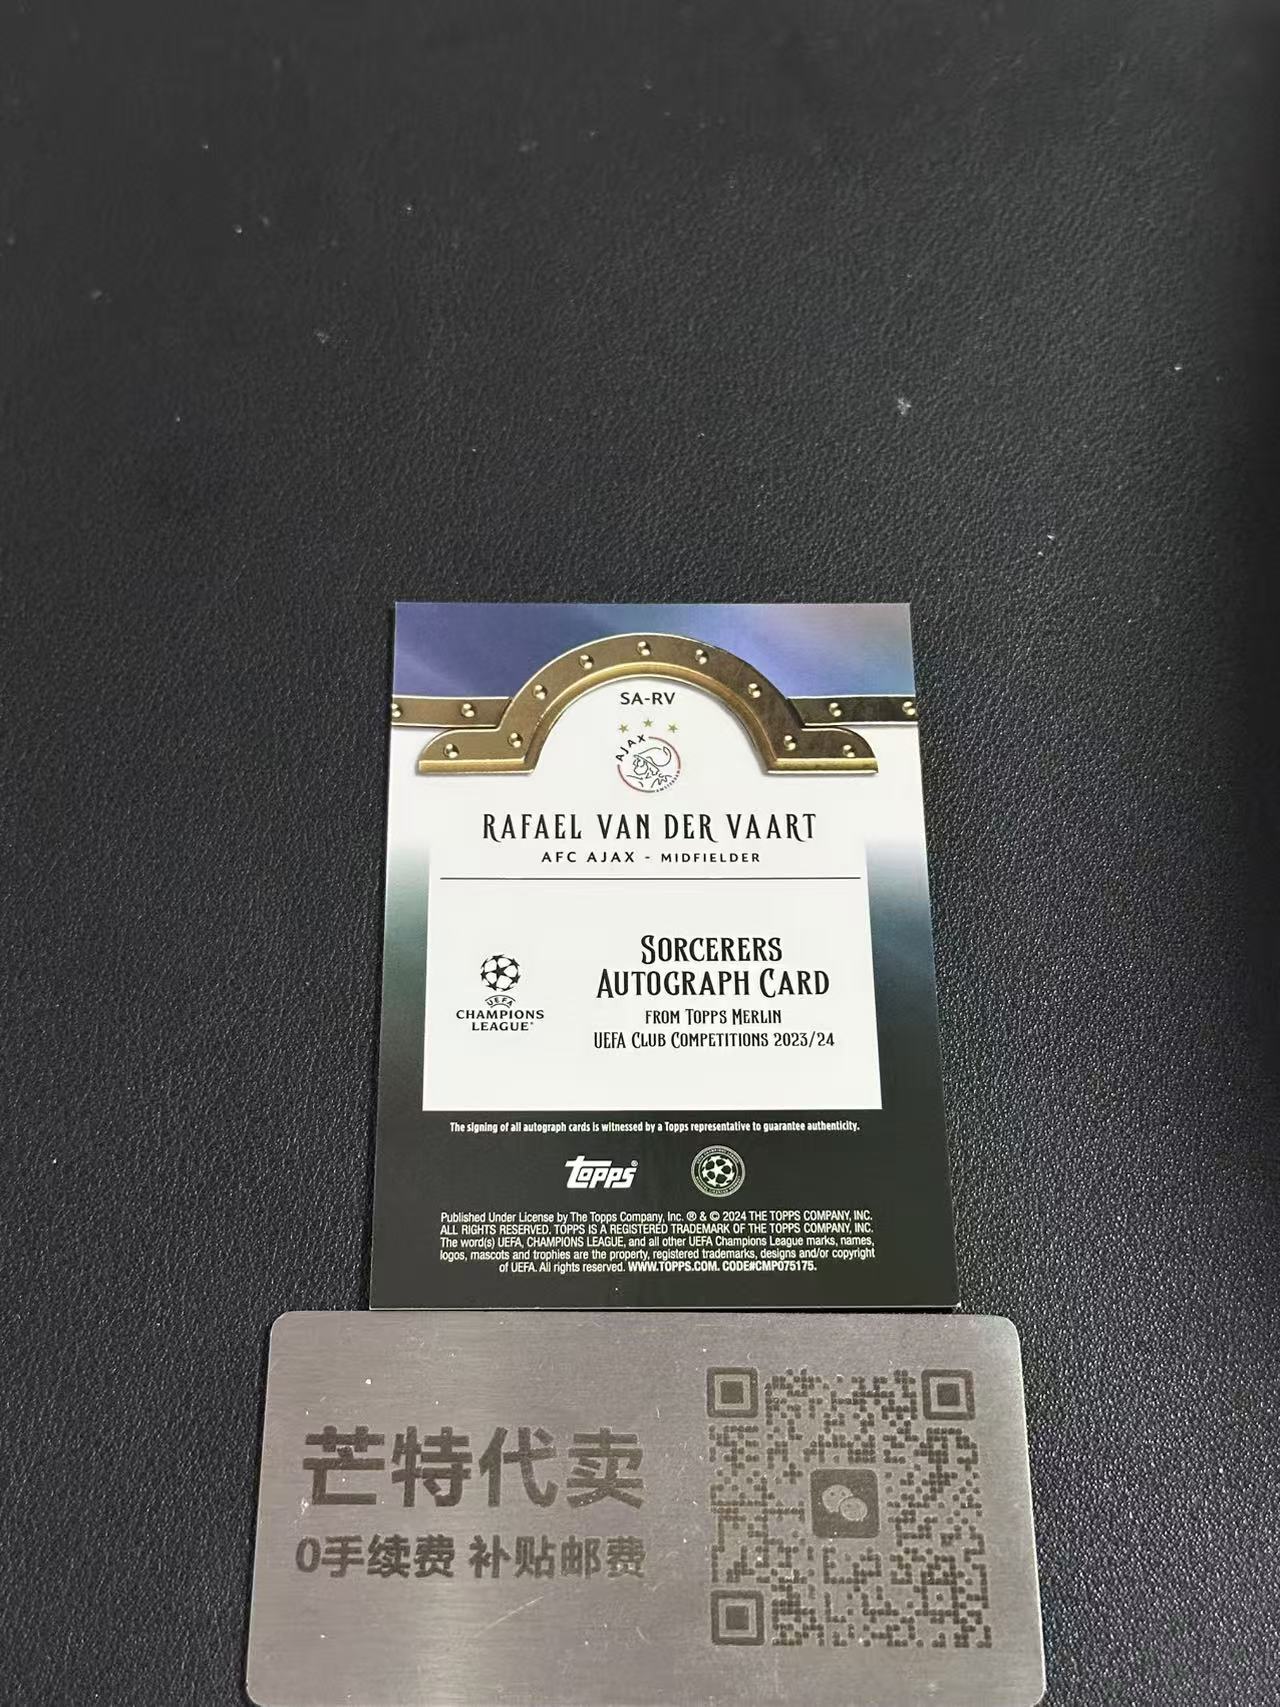 SA-RV
AJAX
RAFAEL VAN DER VAART
AFC AJAX - MIDFIELDER
SORCERERS
AUTOGRAPH CARD
FROM TOPPS MERLIN
UEFA CLUB COMPETITIONS 2023/24
UEFA
CHAMPIONS
LEAGUE®
The signing of all autograph cards is witnessed by a Topps representative to guarantee authenticity.
topps®
Published Under License by The Topps Company, Inc. ® & © 2024 THE TOPPS COMPANY, INC.
ALL RIGHTS RESERVED. TOPPS IS A REGISTERED TRADEMARK OF THE TOPPS COMPANY, INC.
The word(s) UEFA, CHAMPIONS LEAGUE, and all other UEFA Champions League marks, names,
logos, mascots and trophies are the property, registered trademarks, designs and/or copyright
of UEFA. All rights reserved. WWW.TOPPS.COM. CODE#CMP075175.
芒特代卖
0手续费 补贴邮费